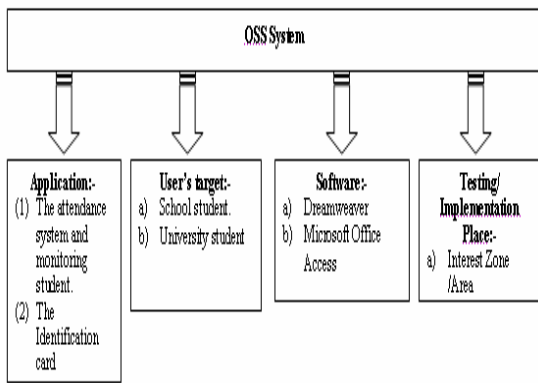 OSS System
Application:-
(1) The attendance
system and
monitoring
student.
(2) The
Identification
card
User's target:-
a) School student.
b) University student
Software:-
a) Dreamweaver
b) Microsoft Office
Access
Testing/
Implementation
Place:-
a) Interest Zone
/Area